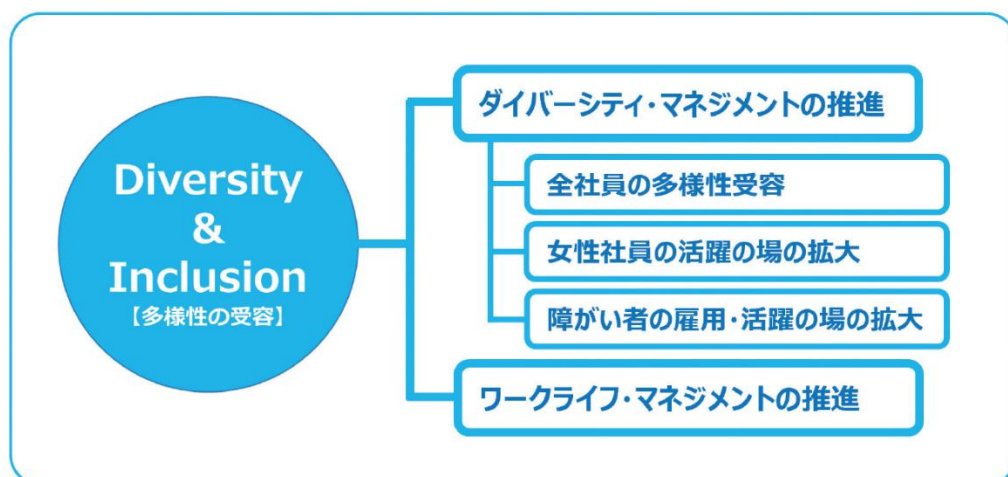 Diversity
&
Inclusion
【多様性の受容】
ダイバーシティ・マネジメントの推進
全社員の多様性受容
女性社員の活躍の場の拡大
障がい者の雇用・活躍の場の拡大
ワークライフ・マネジメントの推進